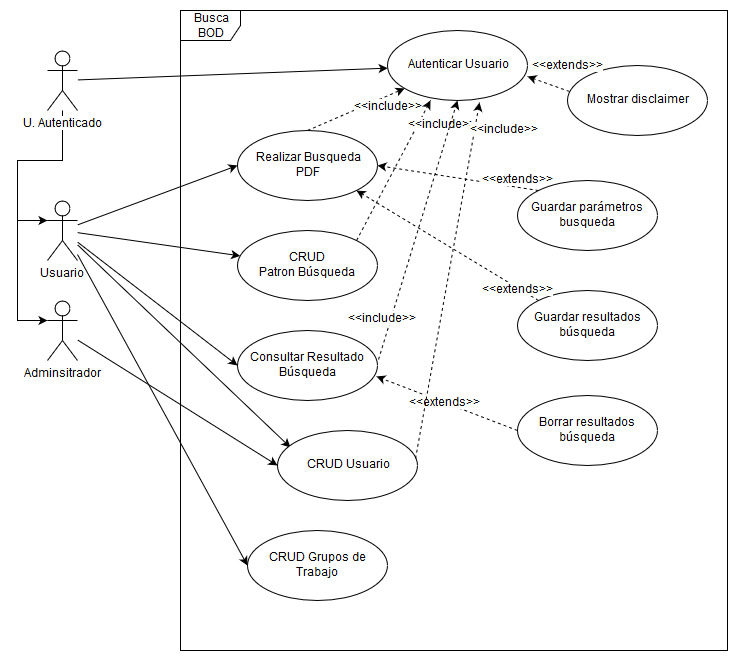 Busca
BOD
Autenticar Usuario
<<extends>>
Mostrar disclaimer
U. Autenticado
<<include>>
<<include>>
<<include>>
Realizar Busqueda
PDF
<<extends>>
Guardar parámetros
busqueda
Usuario
CRUD
Patron Búsqueda
<<extends>>
Guardar resultados
búsqueda
<<include>>
Adminsitrador
Consultar Resultado
Búsqueda
<<extends>>
Borrar resultados
búsqueda
CRUD Usuario
CRUD Grupos de
Trabajo